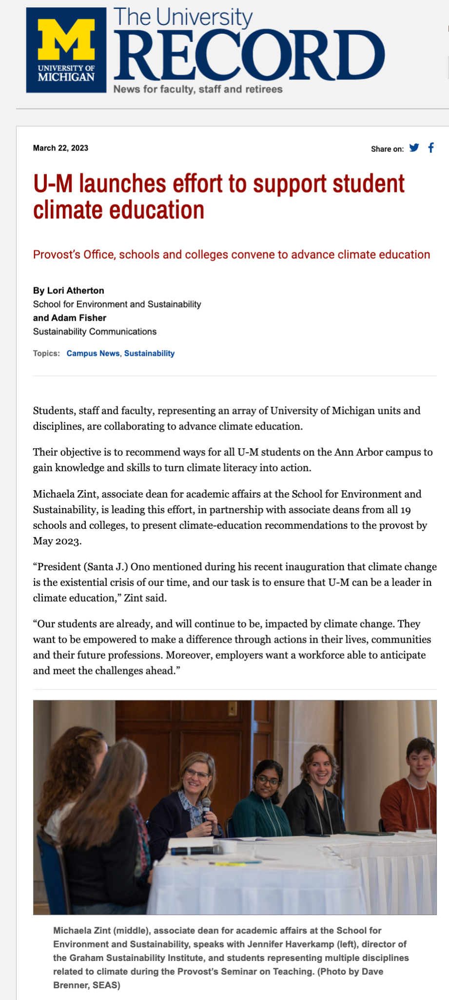 The University
RECORD
M
UNIVERSITY OF
MICHIGAN
News for faculty, staff and retirees
March 22, 2023
Share on:
U-M launches effort to support student
climate education
Provost’s Office, schools and colleges convene to advance climate education
By Lori Atherton
School for Environment and Sustainability
and Adam Fisher
Sustainability Communications
Topics: Campus News, Sustainability
Students, staff and faculty, representing an array of University of Michigan units and
disciplines, are collaborating to advance climate education.
Their objective is to recommend ways for all U-M students on the Ann Arbor campus to
gain knowledge and skills to turn climate literacy into action.
Michaela Zint, associate dean for academic affairs at the School for Environment and
Sustainability, is leading this effort, in partnership with associate deans from all 19
schools and colleges, to present climate-education recommendations to the provost by
May 2023.
“President (Santa J.) Ono mentioned during his recent inauguration that climate change
is the existential crisis of our time, and our task is to ensure that U-M can be a leader in
climate education,” Zint said.
“Our students are already, and will continue to be, impacted by climate change. They
want to be empowered to make a difference through actions in their lives, communities
and their future professions. Moreover, employers want a workforce able to anticipate
and meet the challenges ahead.”
Michaela Zint (middle), associate dean for academic affairs at the School for
Environment and Sustainability, speaks with Jennifer Haverkamp (left), director of
the Graham Sustainability Institute, and students representing multiple disciplines
related to climate during the Provost’s Seminar on Teaching. (Photo by Dave
Brenner, SEAS)